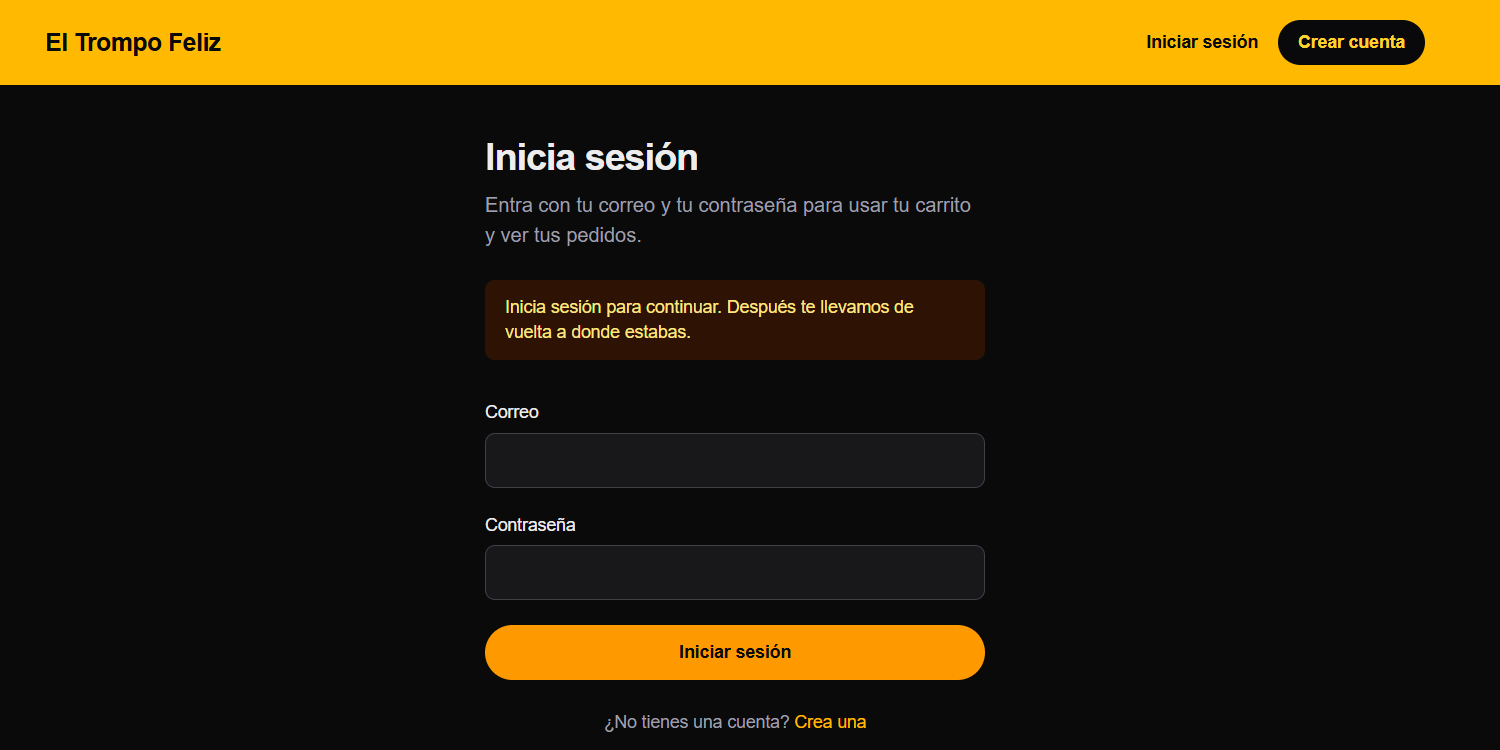 El Trompo Feliz
Iniciar sesión
Crear cuenta
Inicia sesión
Entra con tu correo y tu contraseña para usar tu carrito
y ver tus pedidos.
Inicia sesión para continuar. Después te llevamos de
vuelta a donde estabas.
Correo
Contraseña
Iniciar sesión
¿No tienes una cuenta? Crea una